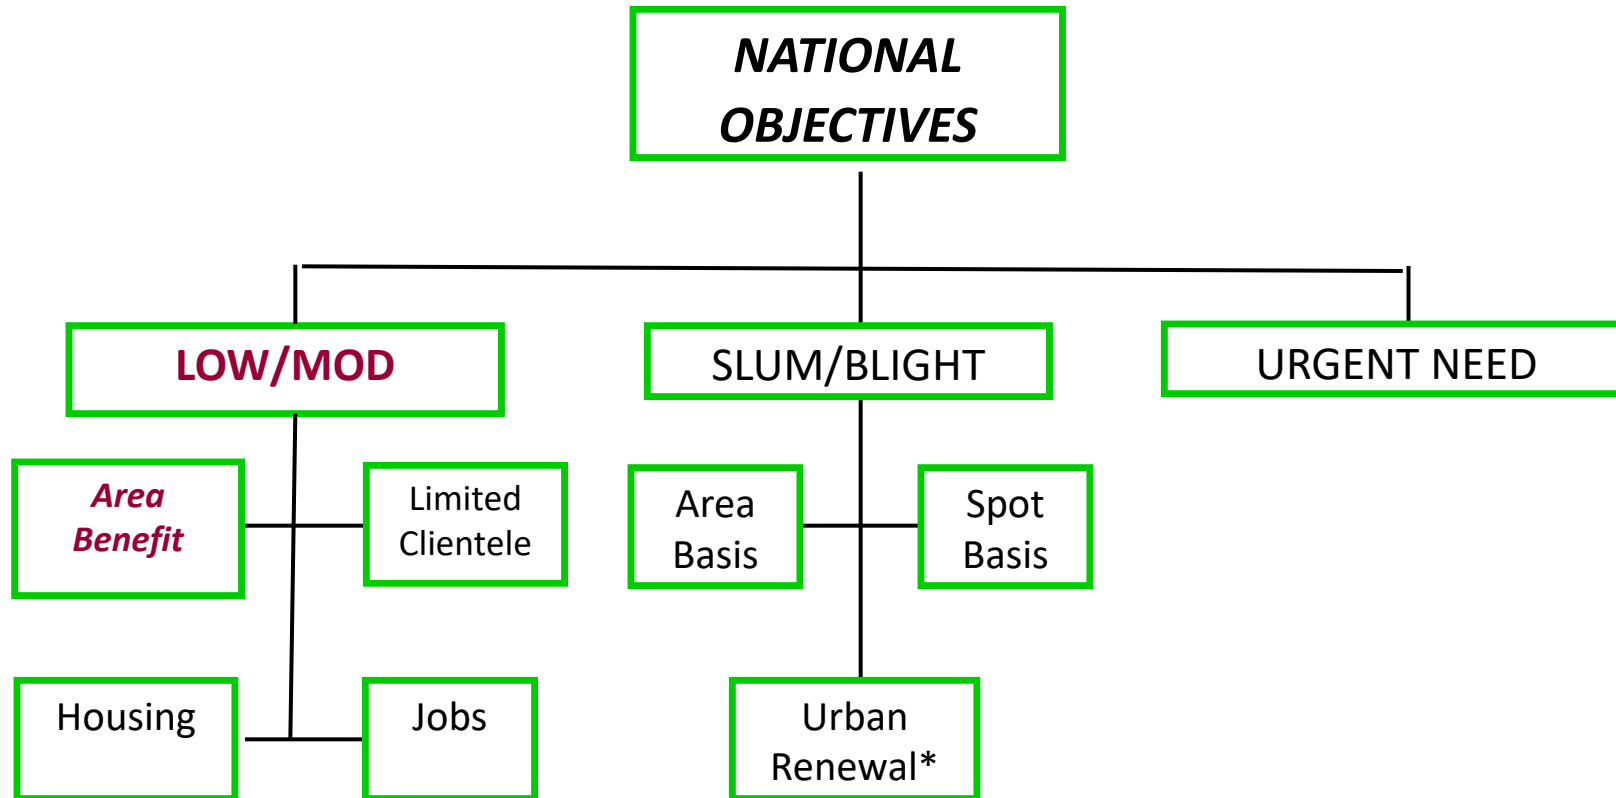 NATIONAL
OBJECTIVES
LOW/MOD
SLUM/BLIGHT
URGENT NEED
Area
Benefit
Limited
Clientele
Area
Basis
Spot
Basis
Housing
Jobs
Urban
Renewal*